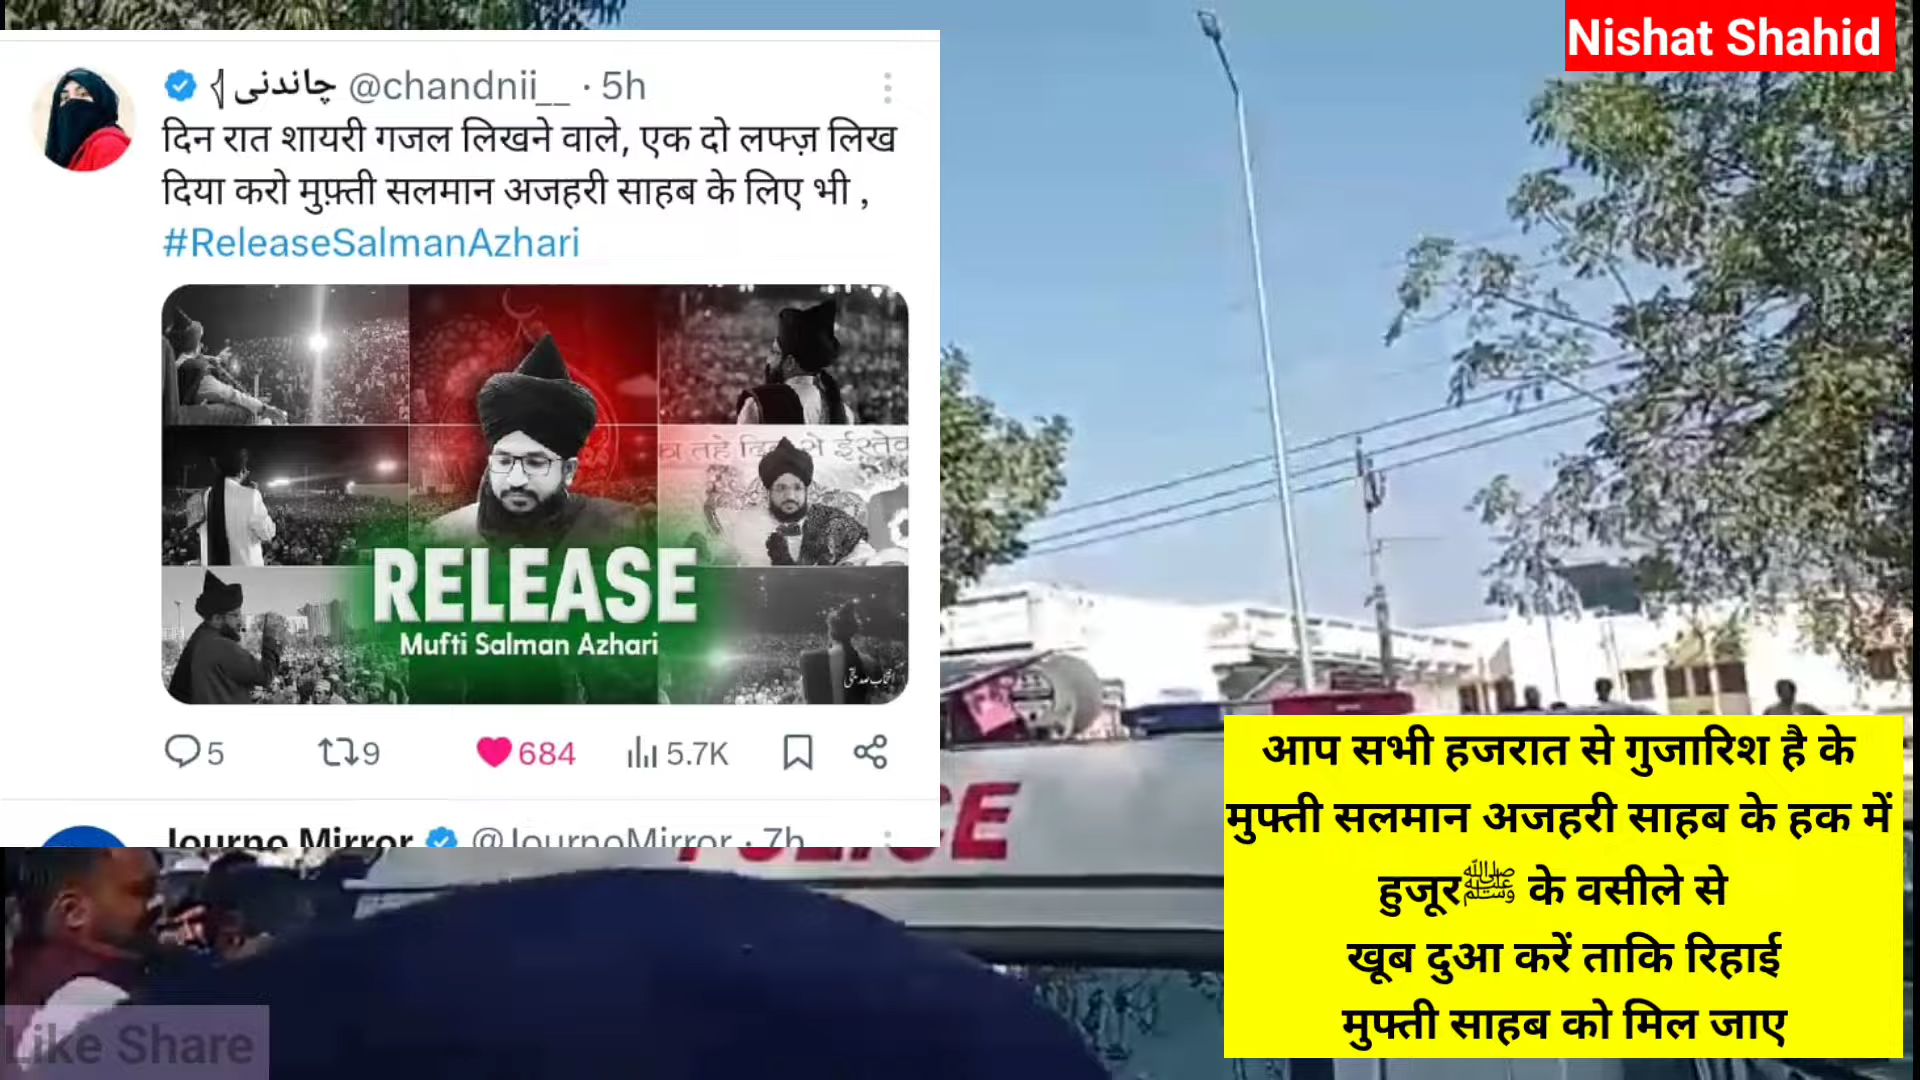 Nishat Shahid
چاندنی @chandnii__ · 5h
दिन रात शायरी गजल लिखने वाले, एक दो लफ्ज़ लिख
दिया करो मुफ़्ती सलमान अजहरी साहब के लिए भी ,
#ReleaseSalmanAzhari
RELEASE
Mufti Salman Azhari
5 9 684 5.7K
Journo Mirror @JournoMirror · 7h
POLICE
आप सभी हजरात से गुजारिश है के
मुफ्ती सलमान अजहरी साहब के हक में
हुजूरﷺ के वसीले से
खूब दुआ करें ताकि रिहाई
मुफ्ती साहब को मिल जाए
Like Share